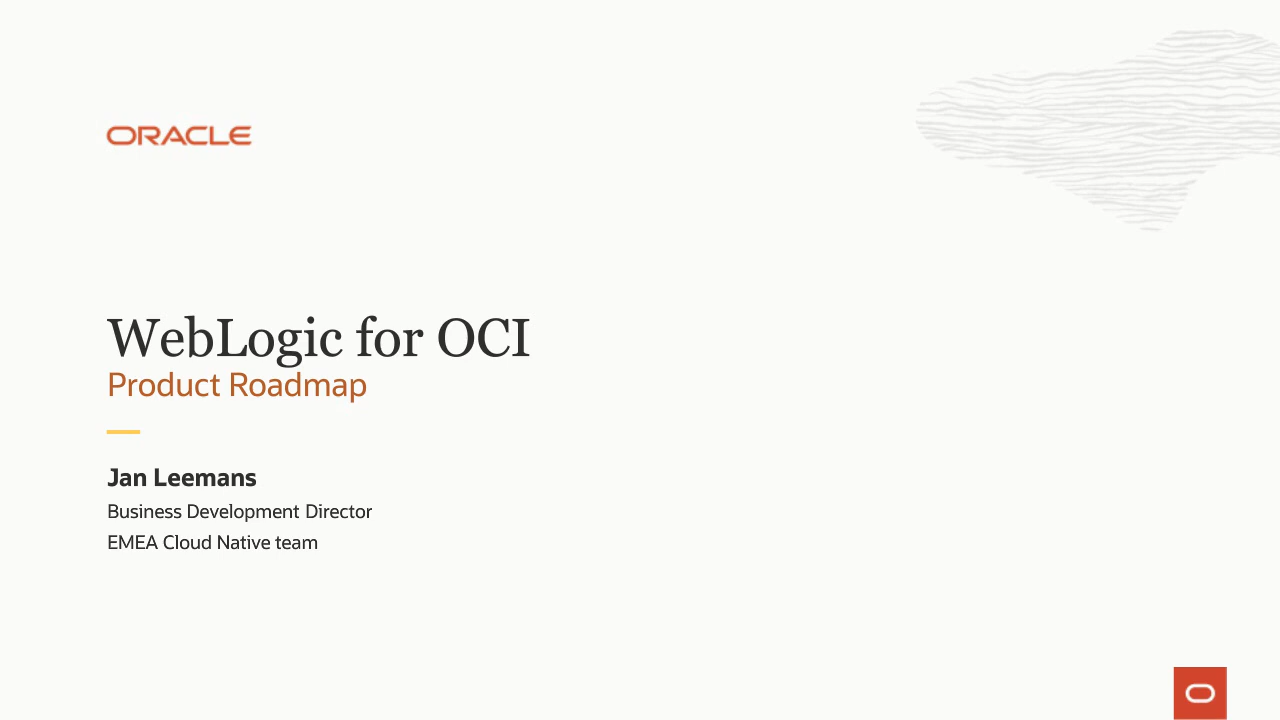 ORACLE
WebLogic for OCI
Product Roadmap
Jan Leemans
Business Development Director
EMEA Cloud Native team